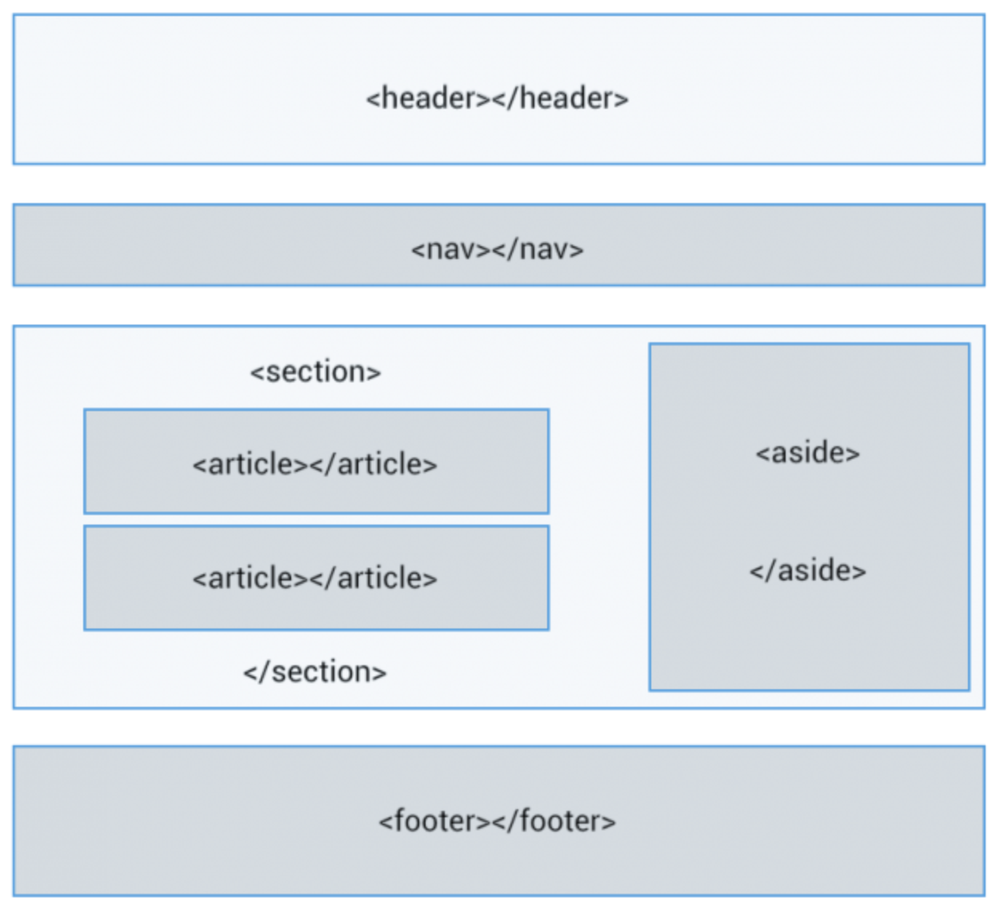 <header></header>
<nav></nav>
<section>
<article></article>
<article></article>
</section>
<aside>
</aside>
<footer></footer>